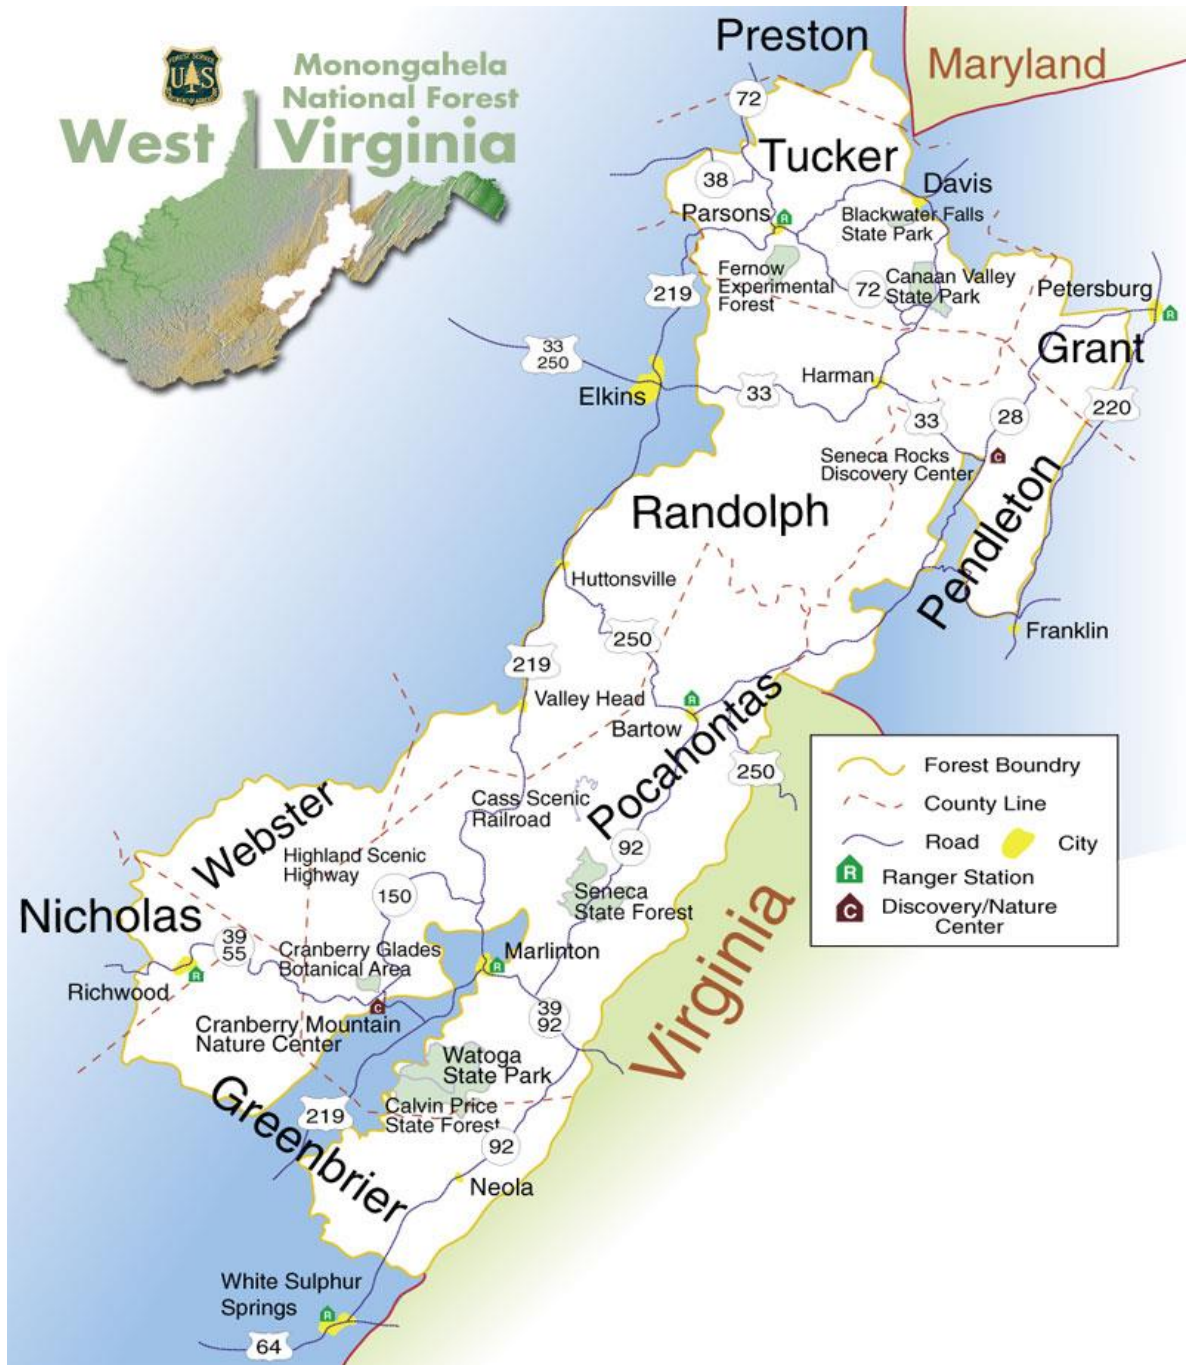 Preston
Maryland
Monongahela
National Forest
West Virginia
FOREST SERVICE
U S
72
Tucker
38
Davis
Parsons
R
Blackwater Falls
State Park
Fernow
Experimental
Forest
72
Canaan Valley
State Park
219
Petersburg
R
Grant
33
250
Elkins
33
Harman
33
28
220
Seneca Rocks
Discovery Center
C
Randolph
Pendleton
Huttonsville
250
Franklin
219
Valley Head
R
Bartow
Pocahontas
250
Forest Boundry
County Line
Road
City
R
Ranger Station
C
Discovery/Nature
Center
Cass Scenic
Railroad
Webster
92
Highland Scenic
Highway
150
Seneca
State Forest
Nicholas
39
55
Cranberry Glades
Botanical Area
Marlinton
R
Richwood
R
C
39
92
Cranberry Mountain
Nature Center
Virginia
Watoga
State Park
Greenbrier
219
Calvin Price
State Forest
92
Neola
White Sulphur
Springs
R
64